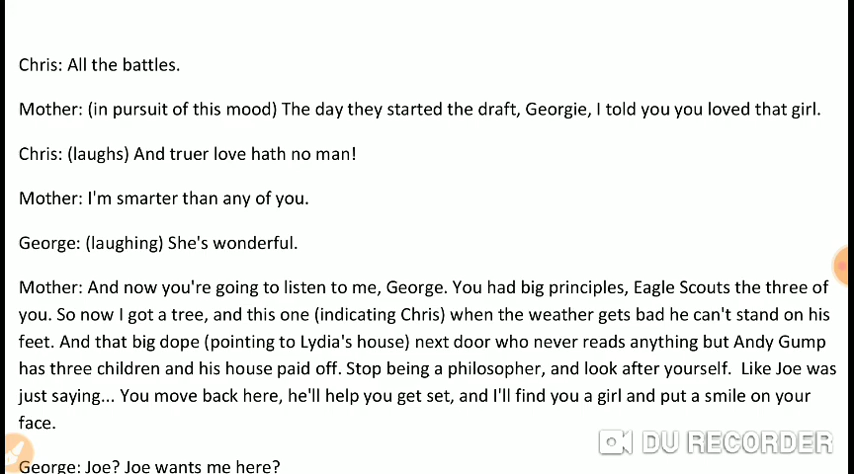 Chris: All the battles.
Mother: (in pursuit of this mood) The day they started the draft, Georgie, I told you you loved that girl.
Chris: (laughs) And truer love hath no man!
Mother: I'm smarter than any of you.
George: (laughing) She's wonderful.
Mother: And now you're going to listen to me, George. You had big principles, Eagle Scouts the three of
you. So now I got a tree, and this one (indicating Chris) when the weather gets bad he can't stand on his
feet. And that big dope (pointing to Lydia's house) next door who never reads anything but Andy Gump
has three children and his house paid off. Stop being a philosopher, and look after yourself.  Like Joe was
just saying... You move back here, he'll help you get set, and I'll find you a girl and put a smile on your
face.
DU RECORDER
George: Joe? Joe wants me here?